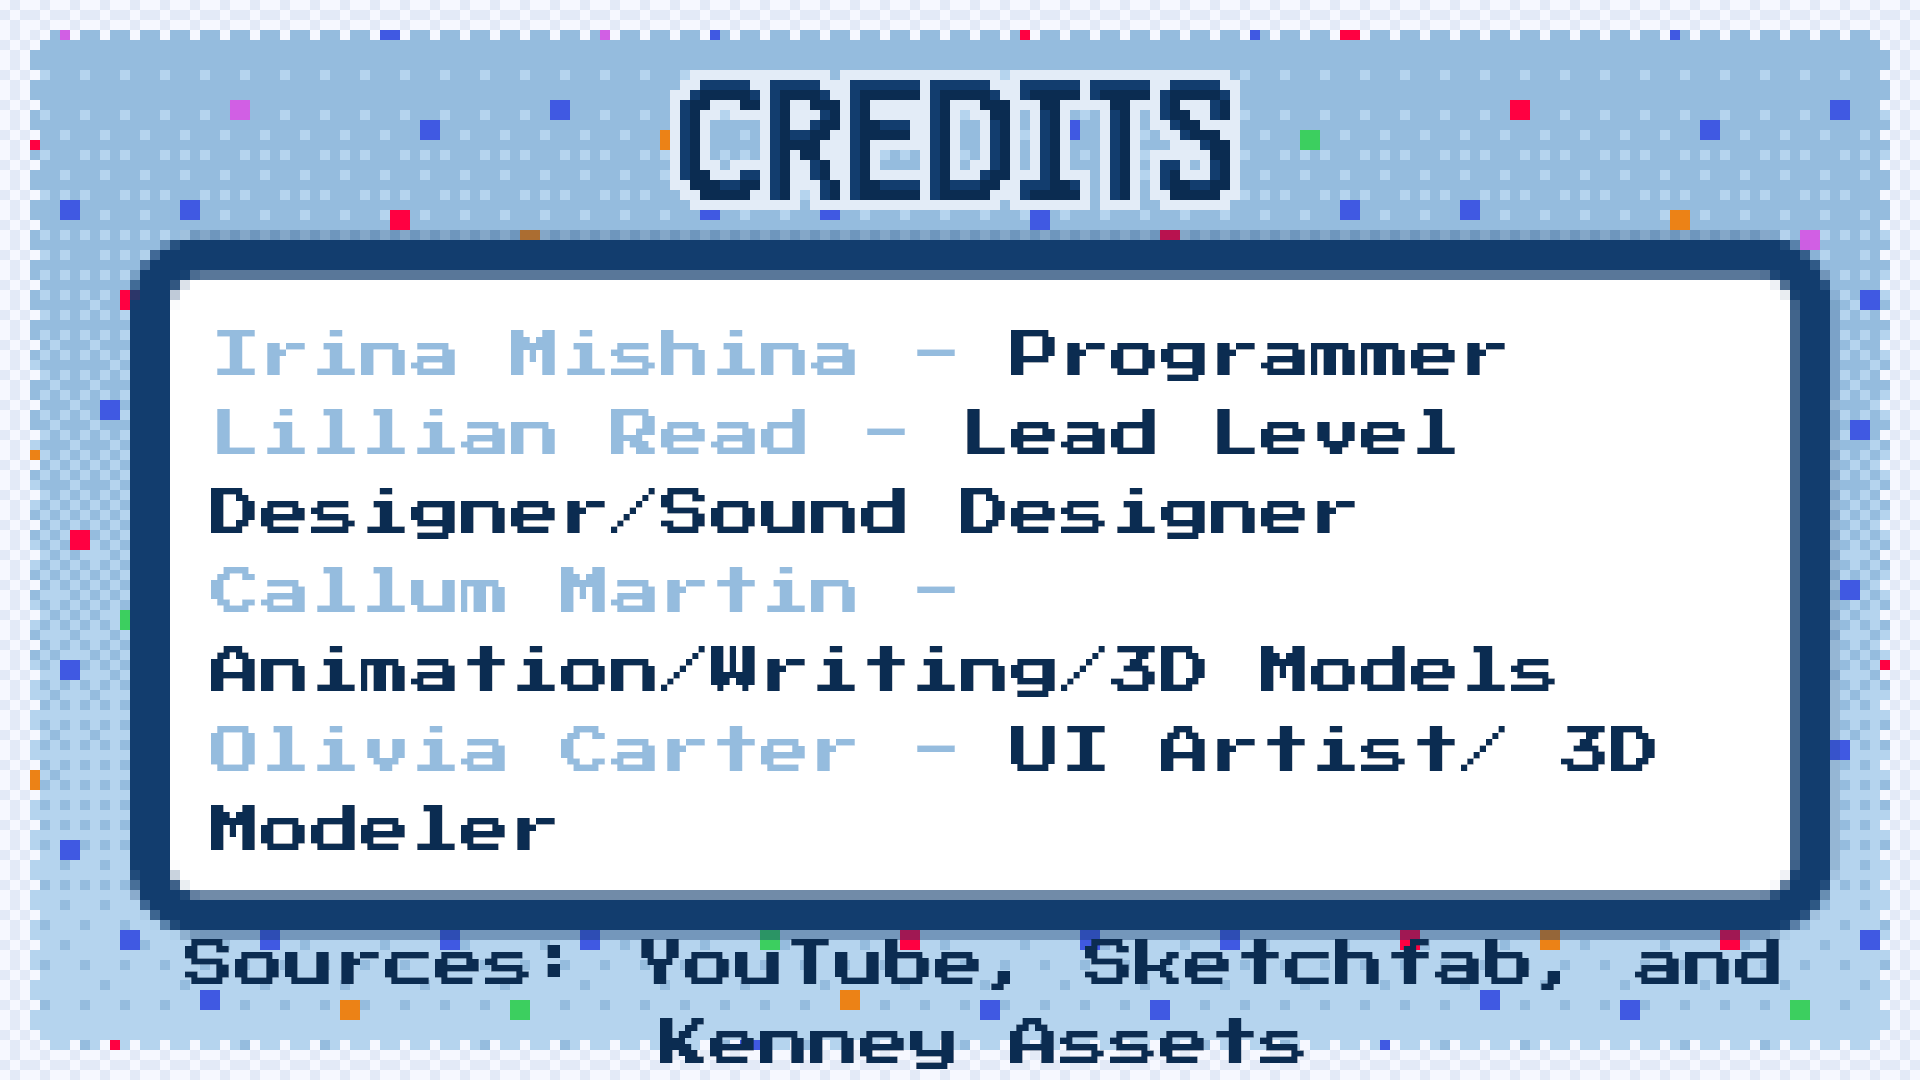 CREDITS
Irina Mishina - Programmer
Lillian Read - Lead Level
Designer/Sound Designer
Callum Martin -
Animation/Writing/3D Models
Olivia Carter - UI Artist/ 3D
Modeler
Sources: YouTube, Sketchfab, and
Kenney Assets